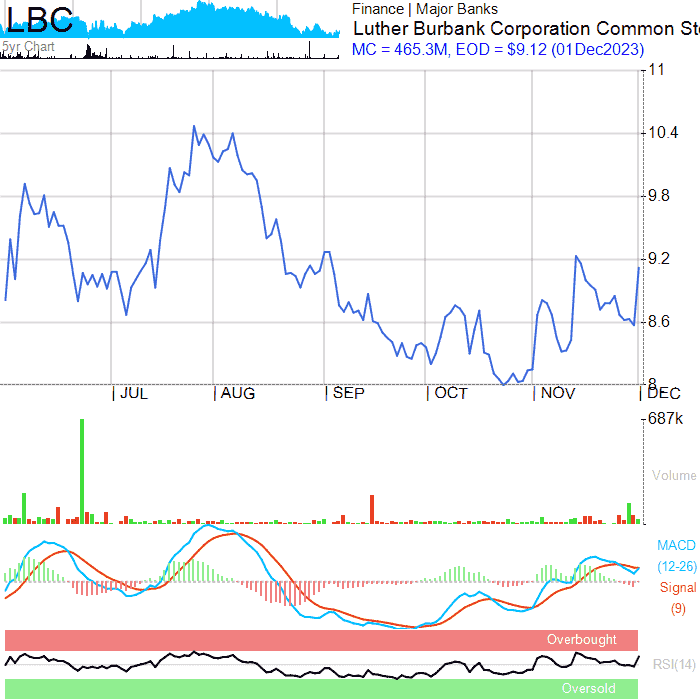 LBC
5yr Chart
Finance | Major Banks
Luther Burbank Corporation Common Sto
MC = 465.3M, EOD = $9.12 (01Dec2023)
11
10.4
9.8
9.2
8.6
8
JUL
AUG
SEP
OCT
NOV
DEC
687k
Volume
MACD
(12-26)
Signal
(9)
Overbought
RSI(14)
Oversold